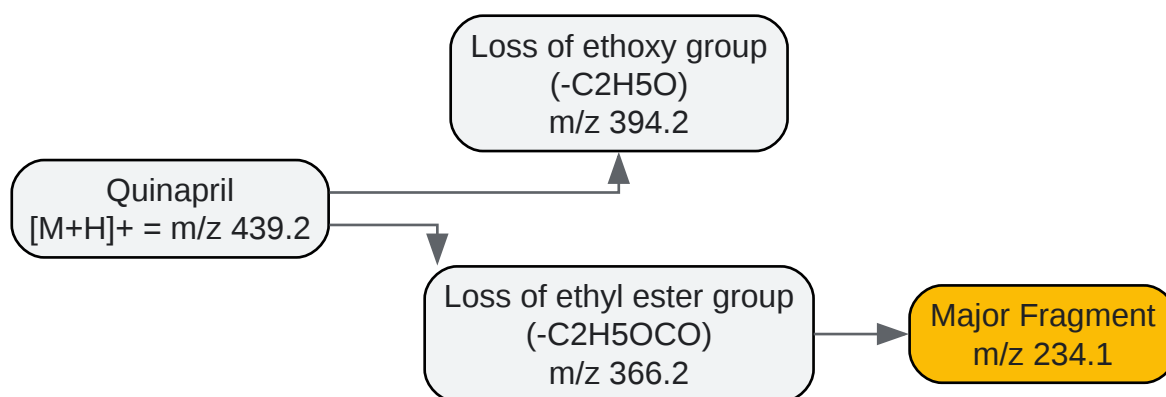 Loss of ethoxy group
(-C2H5O)
m/z 394.2
Quinapril
[M+H]+ = m/z 439.2
Loss of ethyl ester group
(-C2H5OCO)
m/z 366.2
Major Fragment
m/z 234.1